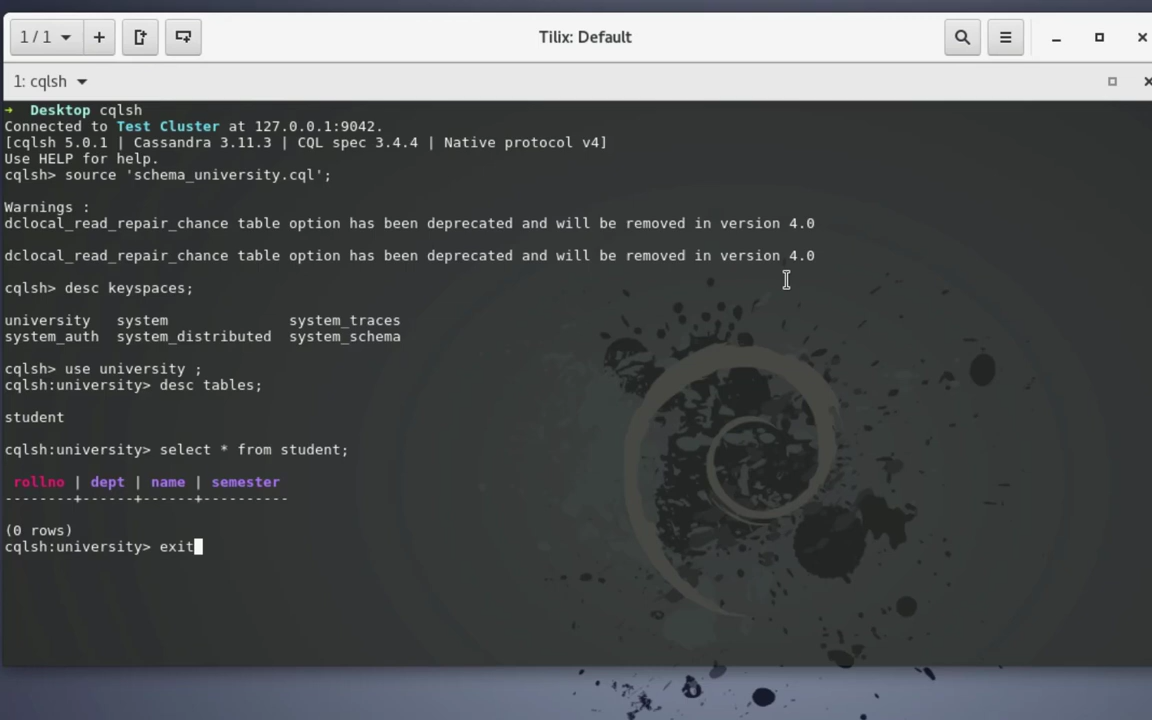 1 / 1
Tilix: Default
1: cqlsh
→ Desktop cqlsh
Connected to Test Cluster at 127.0.0.1:9042.
[cqlsh 5.0.1 | Cassandra 3.11.3 | CQL spec 3.4.4 | Native protocol v4]
Use HELP for help.
cqlsh> source 'schema_university.cql';
Warnings :
dclocal_read_repair_chance table option has been deprecated and will be removed in version 4.0
dclocal_read_repair_chance table option has been deprecated and will be removed in version 4.0
cqlsh> desc keyspaces;
university system system_traces
system_auth system_distributed system_schema
cqlsh> use university ;
cqlsh:university> desc tables;
student
cqlsh:university> select * from student;
rollno | dept | name | semester
--------+------+------+----------
(0 rows)
cqlsh:university> exit